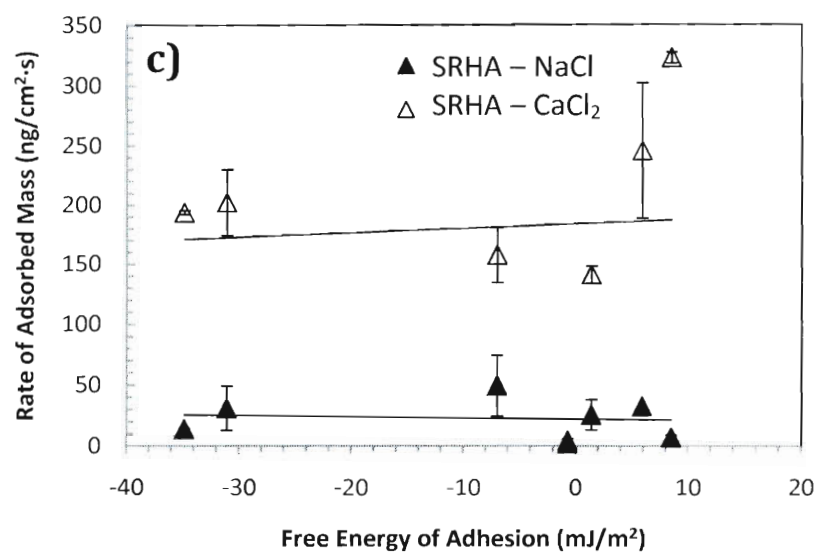 c)
SRHA – NaCl
SRHA – CaCl₂
Rate of Adsorbed Mass (ng/cm²·s)
350
300
250
200
150
100
50
0
-40 -30 -20 -10 0 10 20
Free Energy of Adhesion (mJ/m²)